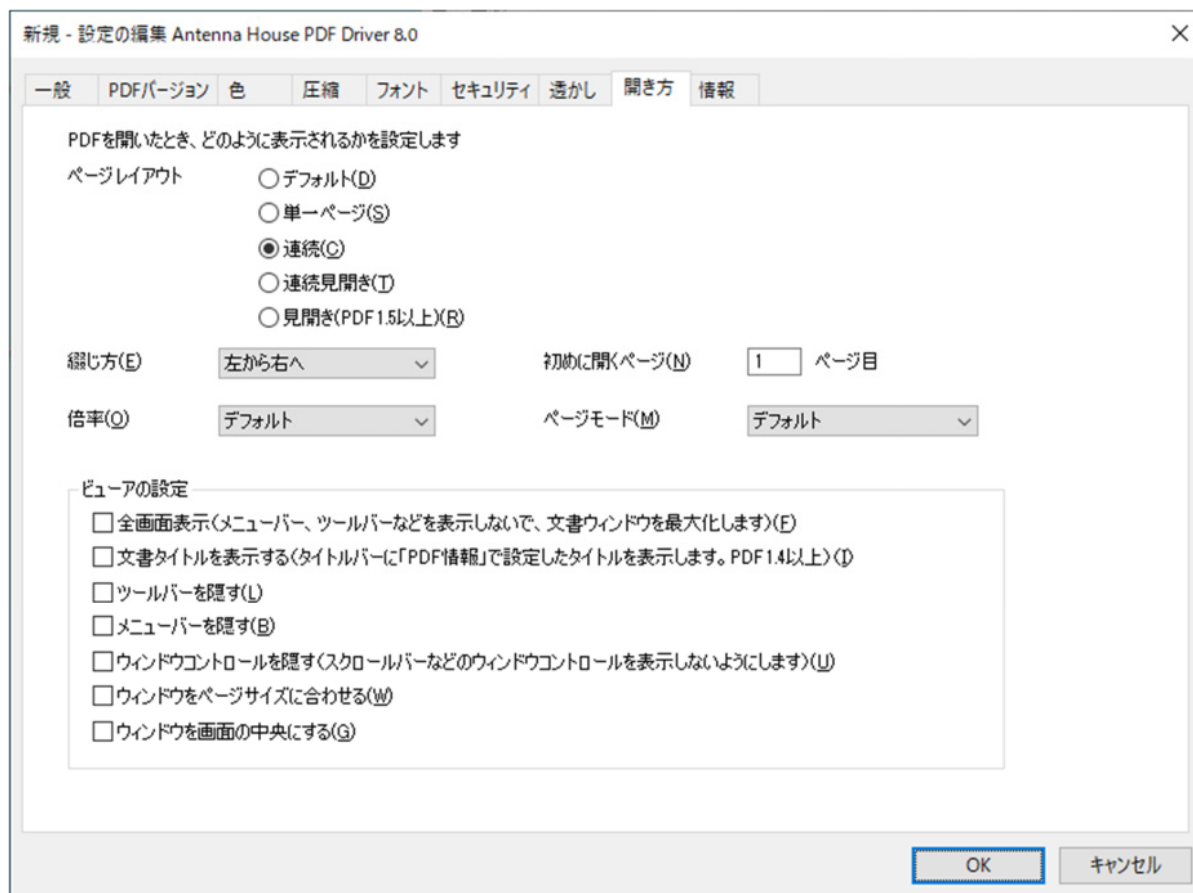 新規 - 設定の編集 Antenna House PDF Driver 8.0
一般 PDFバージョン 色 圧縮 フォント セキュリティ 透かし 開き方 情報
PDFを開いたとき、どのように表示されるかを設定します
ページレイアウト デフォルト(D)
単一ページ(S)
連続(C)
連続見開き(T)
見開き(PDF1.5以上)(R)
綴じ方(E) 左から右へ 初めに開くページ(N) 1 ページ目
倍率(O) デフォルト ページモード(M) デフォルト
ビューアの設定
全画面表示(メニューバー、ツールバーなどを表示しないで、文書ウィンドウを最大化します)(F)
文書タイトルを表示する(タイトルバーに「PDF情報」で設定したタイトルを表示します。PDF1.4以上)(I)
ツールバーを隠す(L)
メニューバーを隠す(B)
ウィンドウコントロールを隠す(スクロールバーなどのウィンドウコントロールを表示しないようにします)(U)
ウィンドウをページサイズに合わせる(W)
ウィンドウを画面の中央にする(G)
OK キャンセル